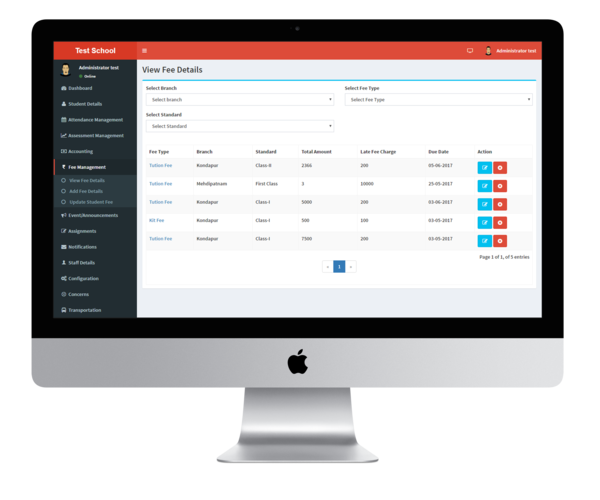 Test School
Administrator test
Administrator test
Online
View Fee Details
Dashboard
Student Details
Attendance Management
Assessment Management
Accounting
₹ Fee Management
View Fee Details
Add Fee Details
Update Student Fee
Event/Announcements
Assignments
Notifications
Staff Details
Configuration
Concerns
Transportation
Select Branch Select Fee Type
Select branch Select Fee Type
Select Standard
Select Standard
Fee Type Branch Standard Total Amount Late Fee Charge Due Date Action
Tuition Fee Kondapur Class-II 2366 200 05-06-2017
Tuition Fee Mehdipatnam First Class 3 10000 25-05-2017
Tuition Fee Kondapur Class-I 5000 200 03-06-2017
Kit Fee Kondapur Class-I 500 100 03-05-2017
Tuition Fee Kondapur Class-I 7500 200 03-05-2017
« 1 »
Page 1 of 1, of 5 entries